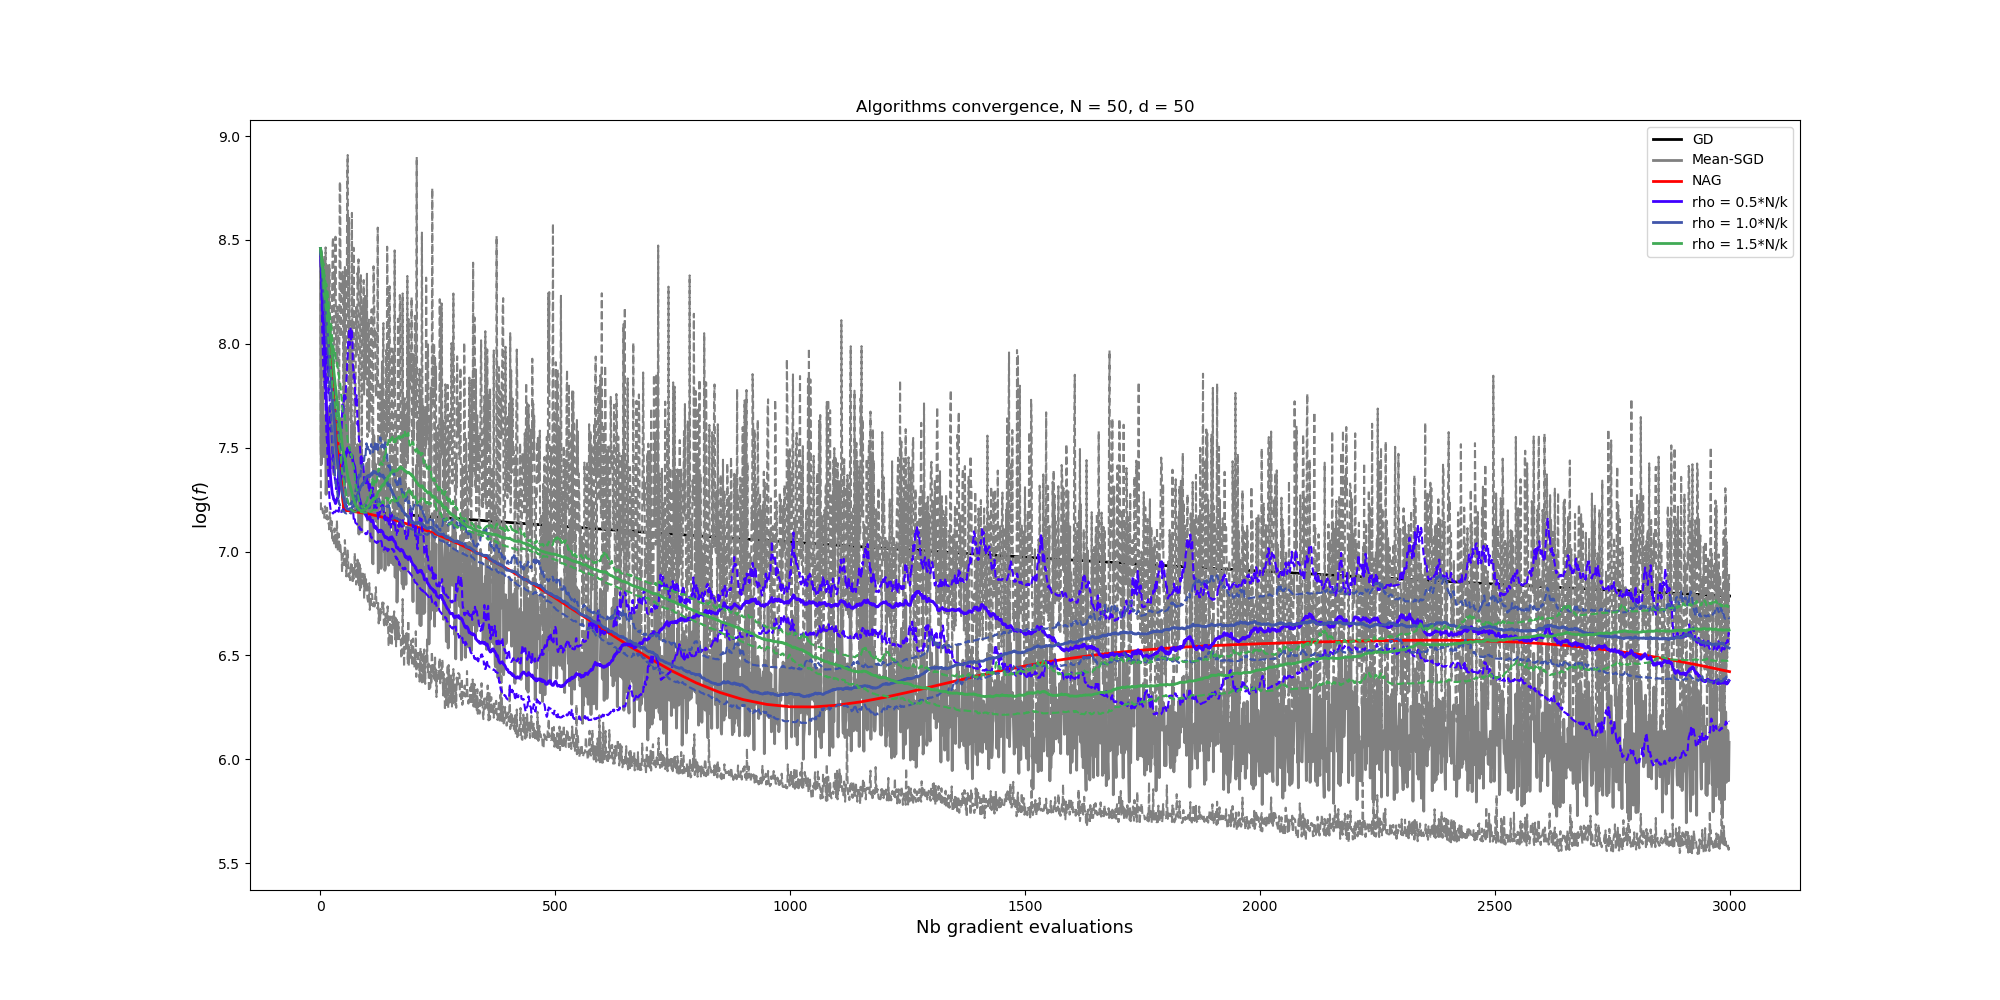 Algorithms convergence, N = 50, d = 50
GD
Mean-SGD
NAG
rho = 0.5*N/k
rho = 1.0*N/k
rho = 1.5*N/k
log(f)
9.0
8.5
8.0
7.5
7.0
6.5
6.0
5.5
0 500 1000 1500 2000 2500 3000
Nb gradient evaluations